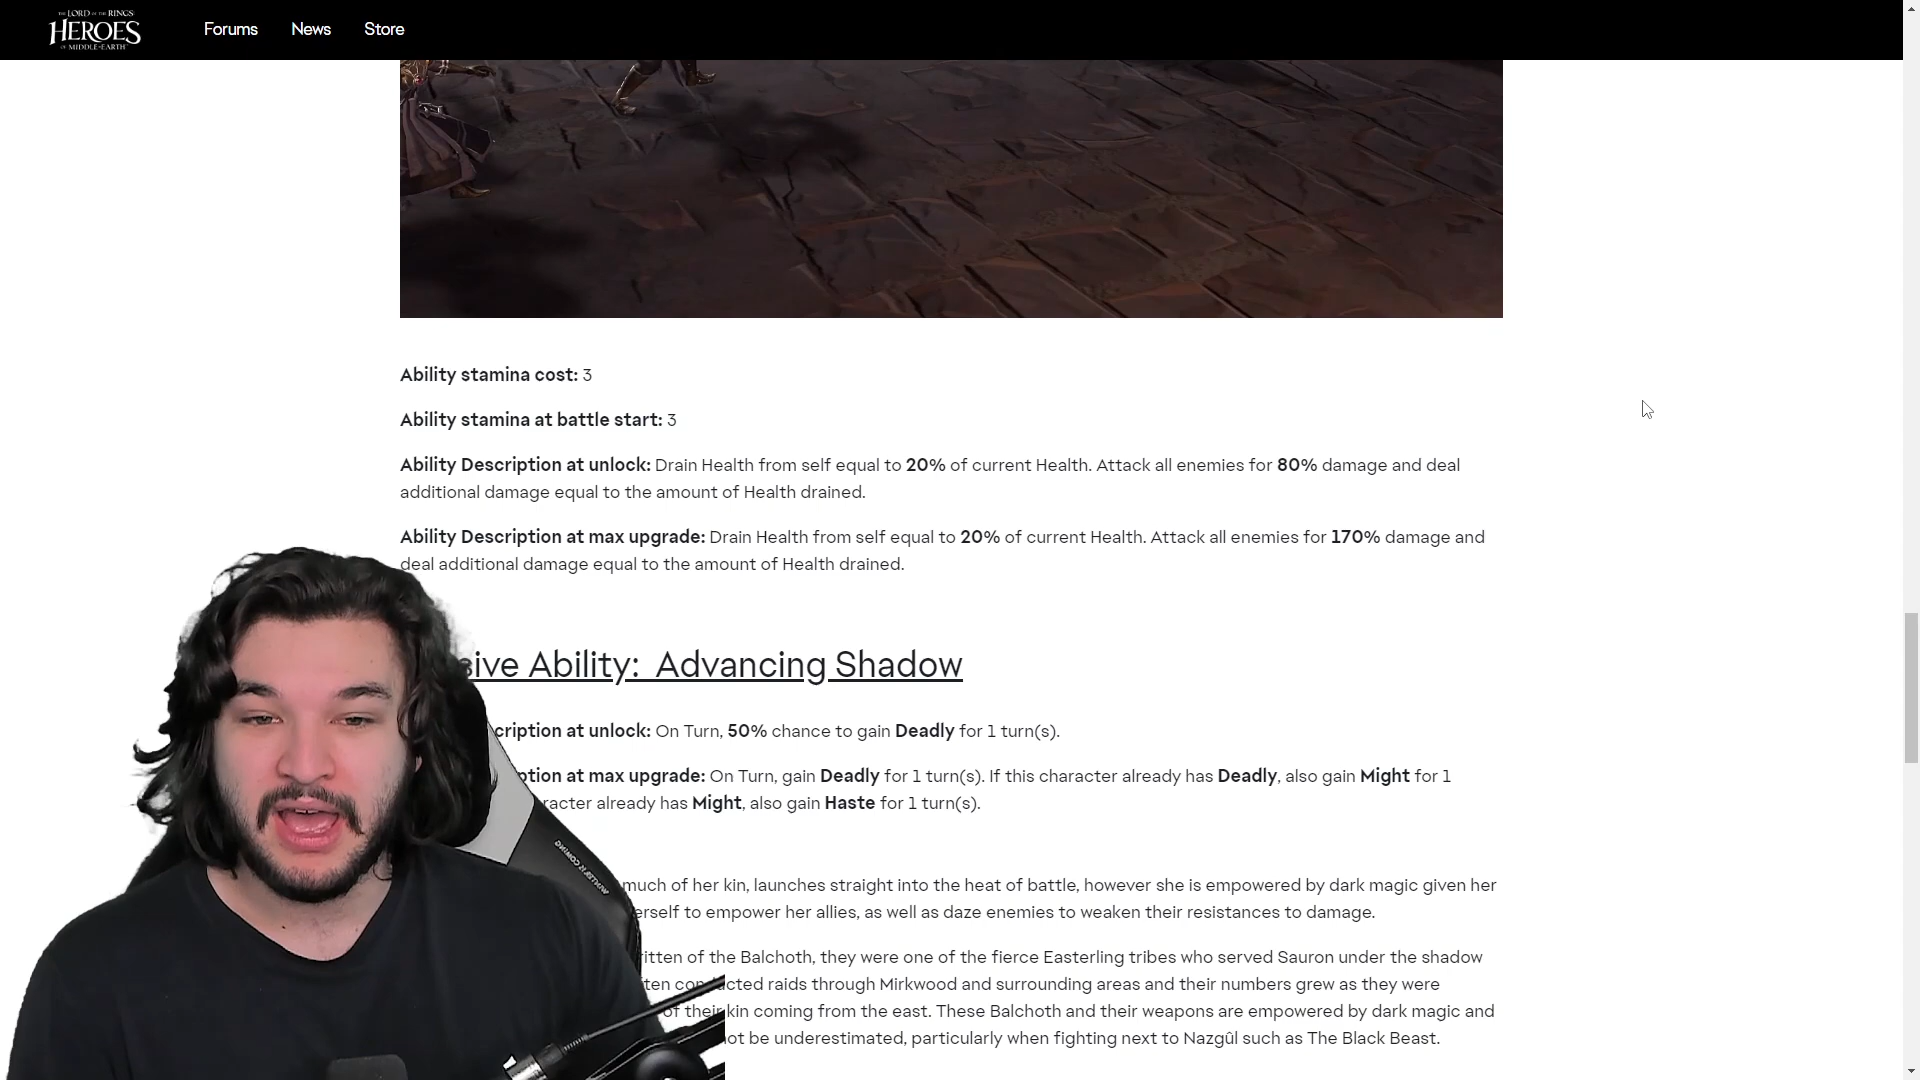 THE LORD OF THE RINGS
HEROES
OF MIDDLE-EARTH
Forums News Store
Ability stamina cost: 3
Ability stamina at battle start: 3
Ability Description at unlock: Drain Health from self equal to 20% of current Health. Attack all enemies for 80% damage and deal
additional damage equal to the amount of Health drained.
Ability Description at max upgrade: Drain Health from self equal to 20% of current Health. Attack all enemies for 170% damage and
deal additional damage equal to the amount of Health drained.
sive Ability: Advancing Shadow
cription at unlock: On Turn, 50% chance to gain Deadly for 1 turn(s).
ption at max upgrade: On Turn, gain Deadly for 1 turn(s). If this character already has Deadly, also gain Might for 1
racter already has Might, also gain Haste for 1 turn(s).
much of her kin, launches straight into the heat of battle, however she is empowered by dark magic given her
erself to empower her allies, as well as daze enemies to weaken their resistances to damage.
ritten of the Balchoth, they were one of the fierce Easterling tribes who served Sauron under the shadow
ten conducted raids through Mirkwood and surrounding areas and their numbers grew as they were
of their kin coming from the east. These Balchoth and their weapons are empowered by dark magic and
ot be underestimated, particularly when fighting next to Nazgûl such as The Black Beast.